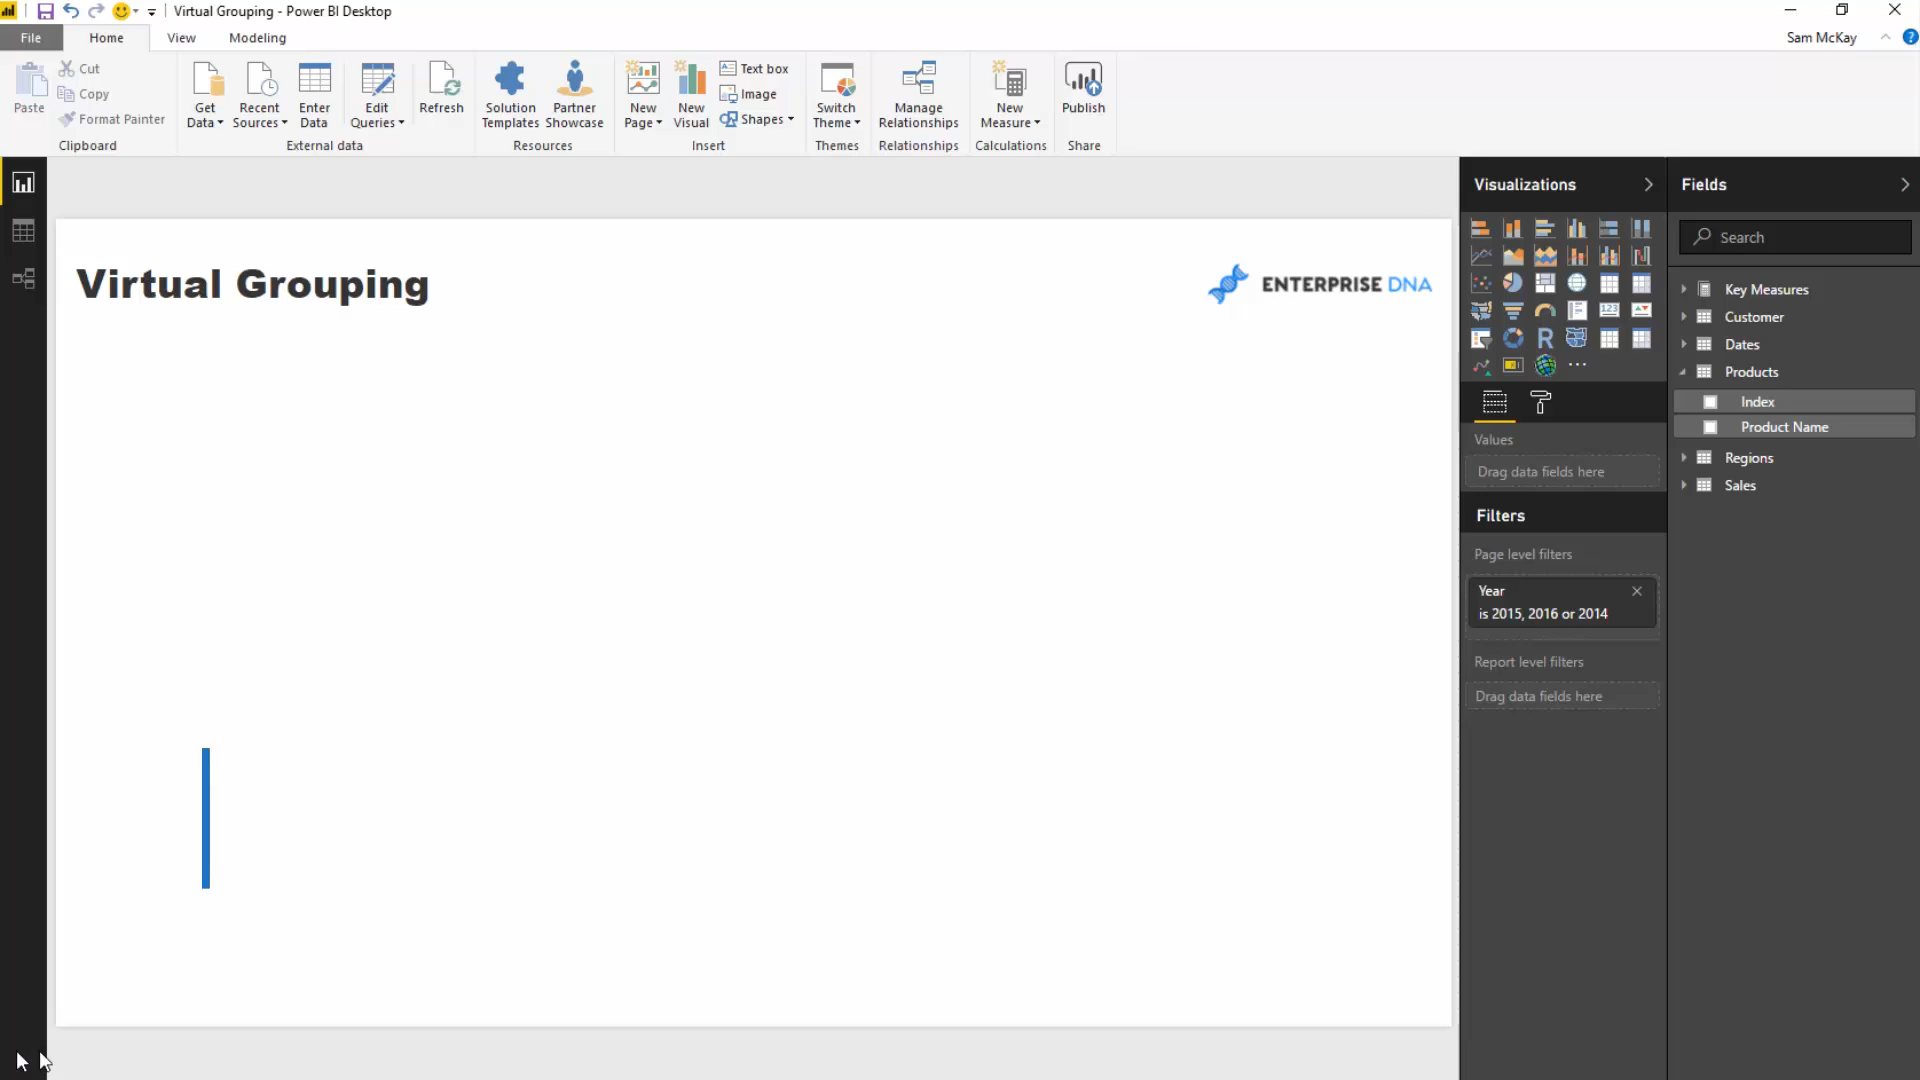 Virtual Grouping - Power BI Desktop
File
Home
View
Modeling
Sam McKay
?
Paste
Cut
Copy
Format Painter
Clipboard
Get Data
Recent Sources
Enter Data
Edit Queries
Refresh
External data
Solution Templates
Partner Showcase
Resources
New Page
New Visual
Text box
Image
Shapes
Insert
Switch Theme
Themes
Manage Relationships
Relationships
New Measure
Calculations
Publish
Share
Virtual Grouping
ENTERPRISE DNA
Visualizations
123
R
Values
Drag data fields here
Filters
Page level filters
Year
is 2015, 2016 or 2014
Report level filters
Drag data fields here
Fields
Search
Key Measures
Customer
Dates
Products
Index
Product Name
Regions
Sales